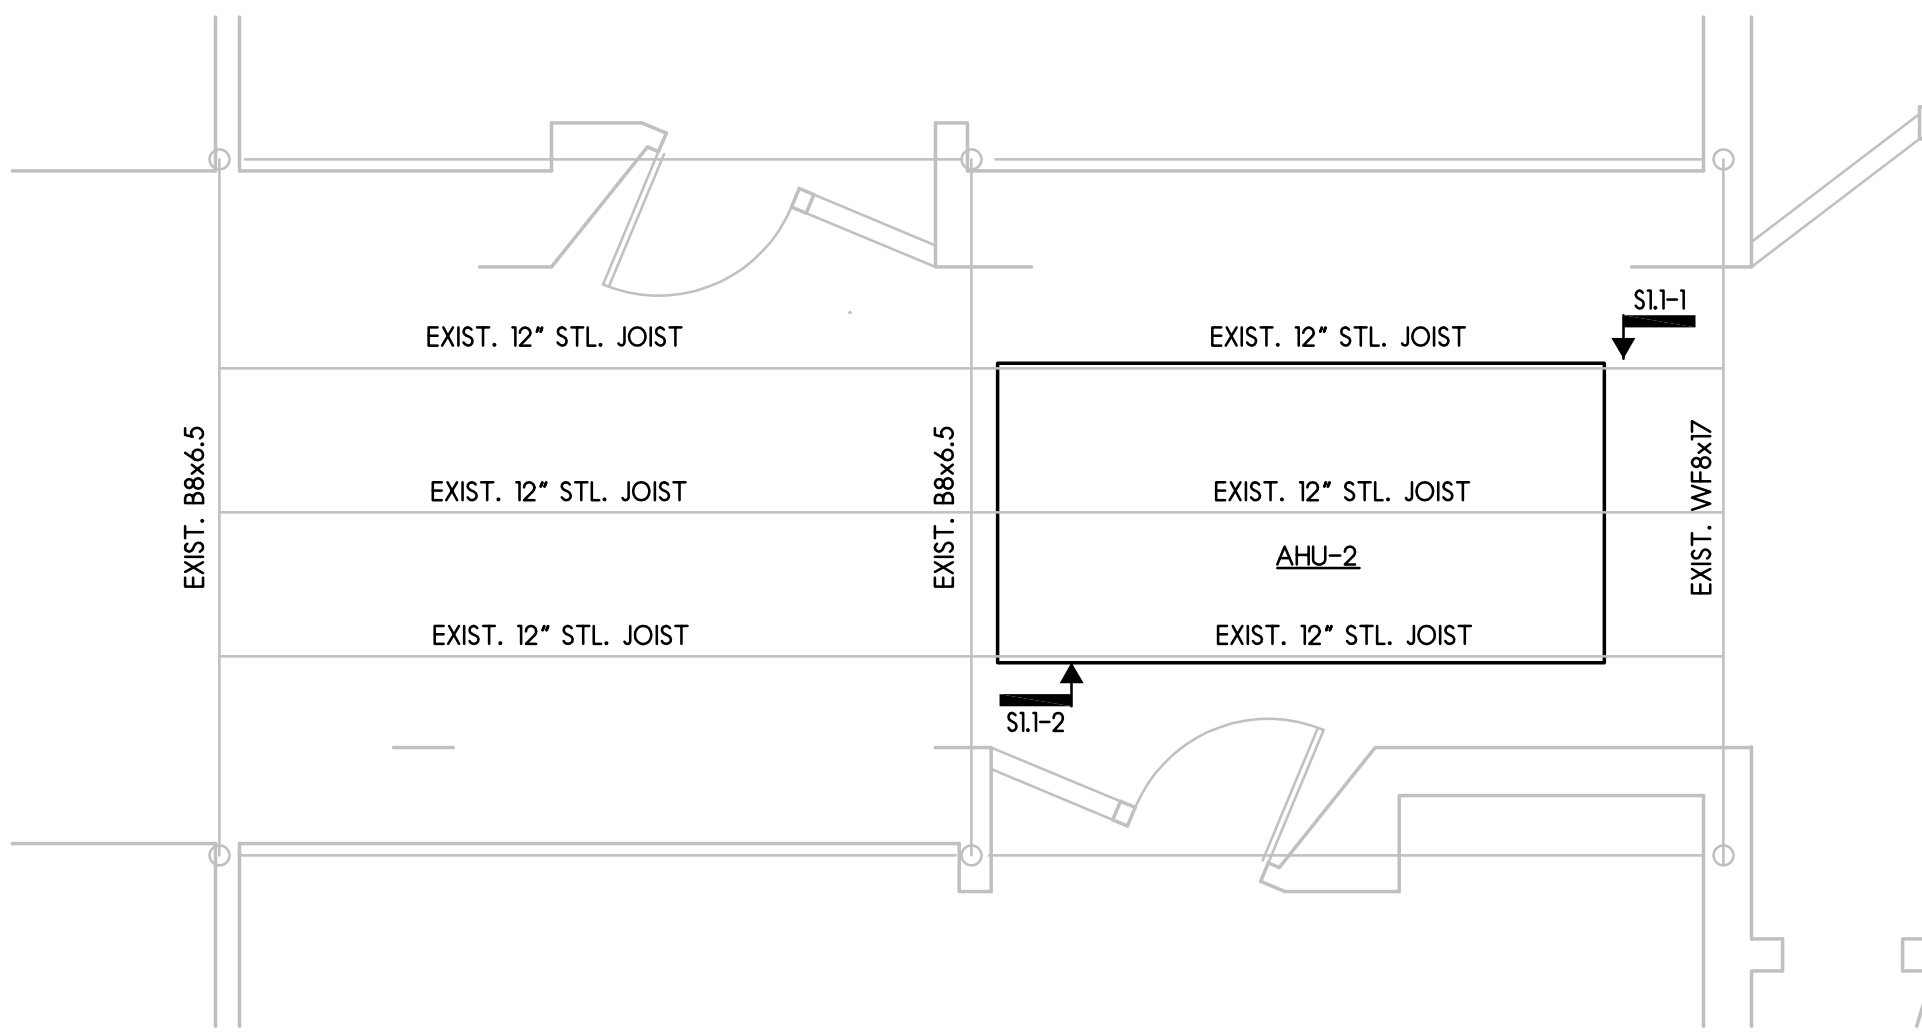 S1.1-1
EXIST. 12" STL. JOIST
EXIST. 12" STL. JOIST
EXIST. B8x6.5
EXIST. B8x6.5
EXIST. WF8x17
EXIST. 12" STL. JOIST
EXIST. 12" STL. JOIST
AHU-2
EXIST. 12" STL. JOIST
EXIST. 12" STL. JOIST
S1.1-2